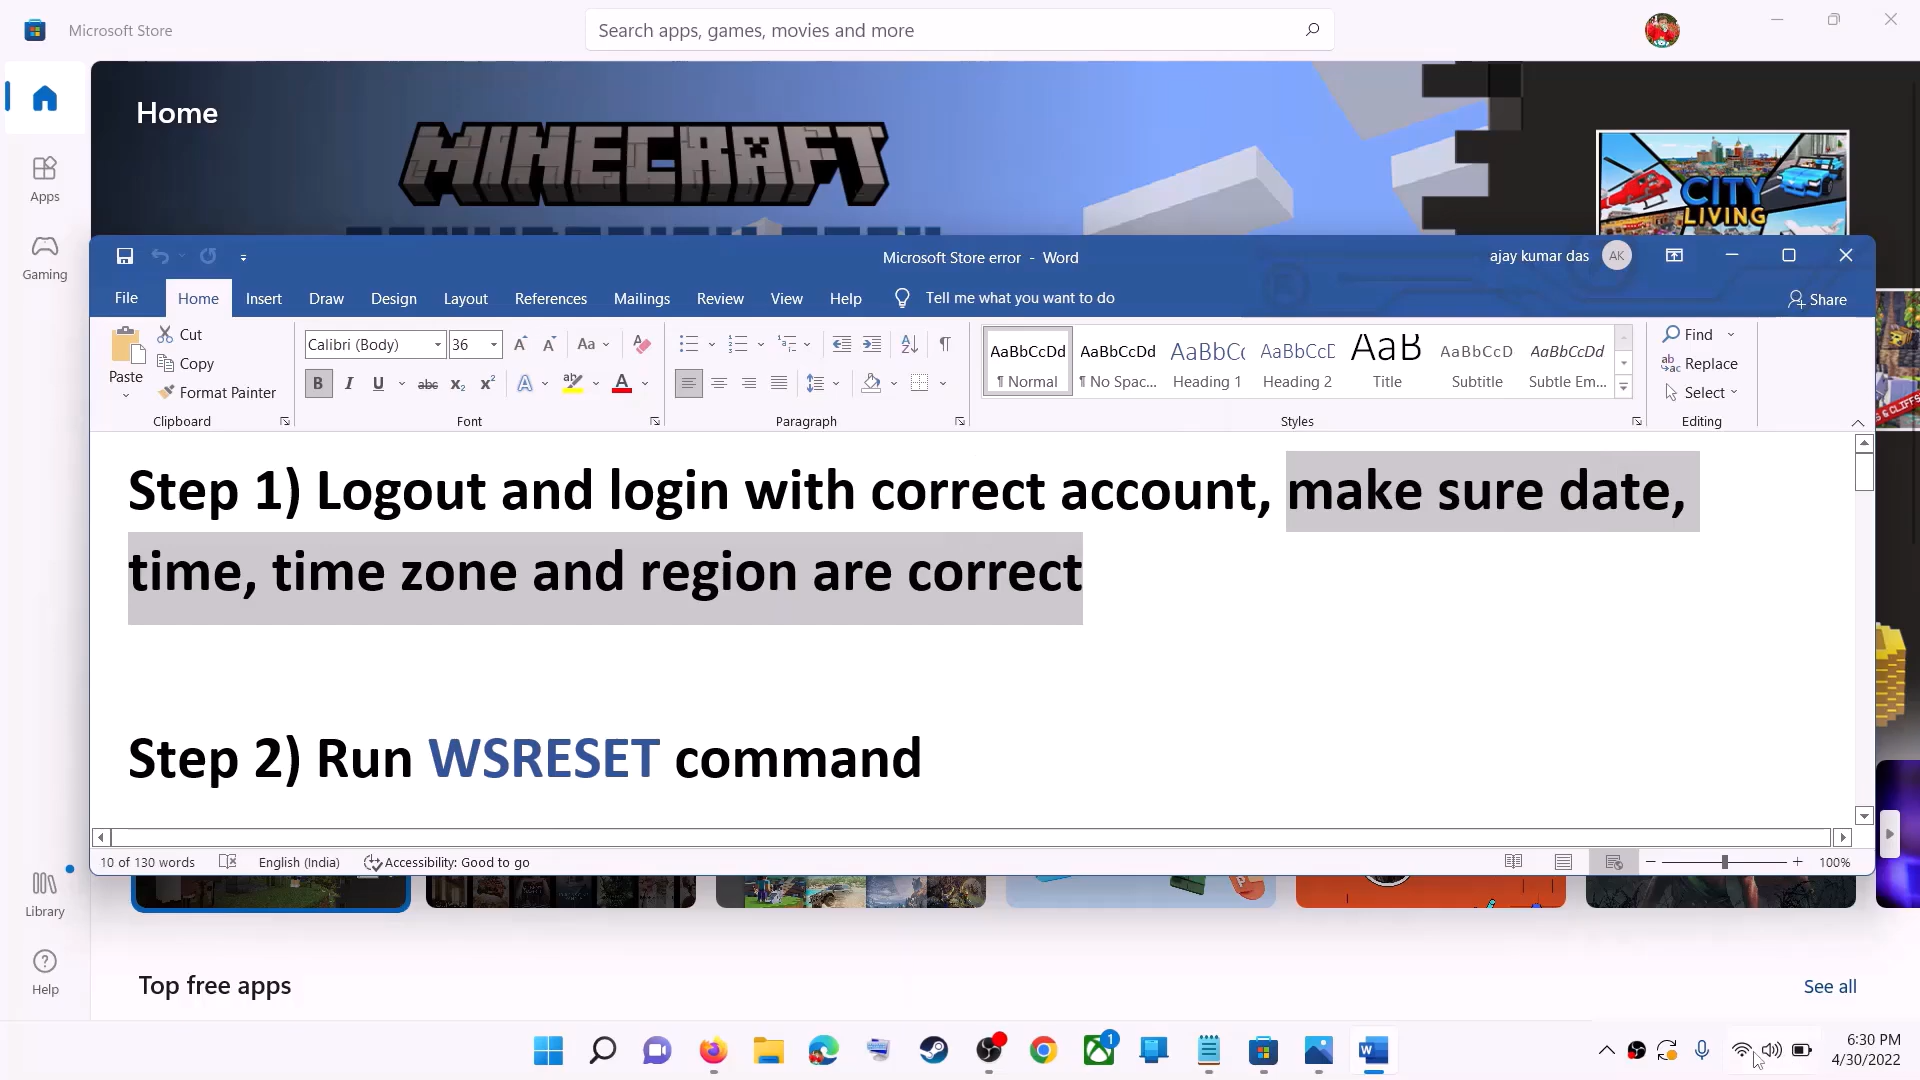 Microsoft Store
Search apps, games, movies and more
Home
MINECRAFT
CITY
LIVING
Apps
Gaming
Microsoft Store error - Word
ajay kumar das
AK
File
Home
Insert
Draw
Design
Layout
References
Mailings
Review
View
Help
Tell me what you want to do
Share
Paste
Cut
Copy
Format Painter
Clipboard
Calibri (Body)
36
Font
Paragraph
AaBbCcDd
¶ Normal
AaBbCcDd
¶ No Spac...
AaBbCc
Heading 1
AaBbCcD
Heading 2
AaB
Title
AaBbCcD
Subtitle
AaBbCcDd
Subtle Em...
Styles
Find
Replace
Select
Editing
Step 1) Logout and login with correct account, make sure date,
time, time zone and region are correct
Step 2) Run WSRESET command
10 of 130 words
English (India)
Accessibility: Good to go
100%
Library
Help
Top free apps
See all
1
6:30 PM
4/30/2022